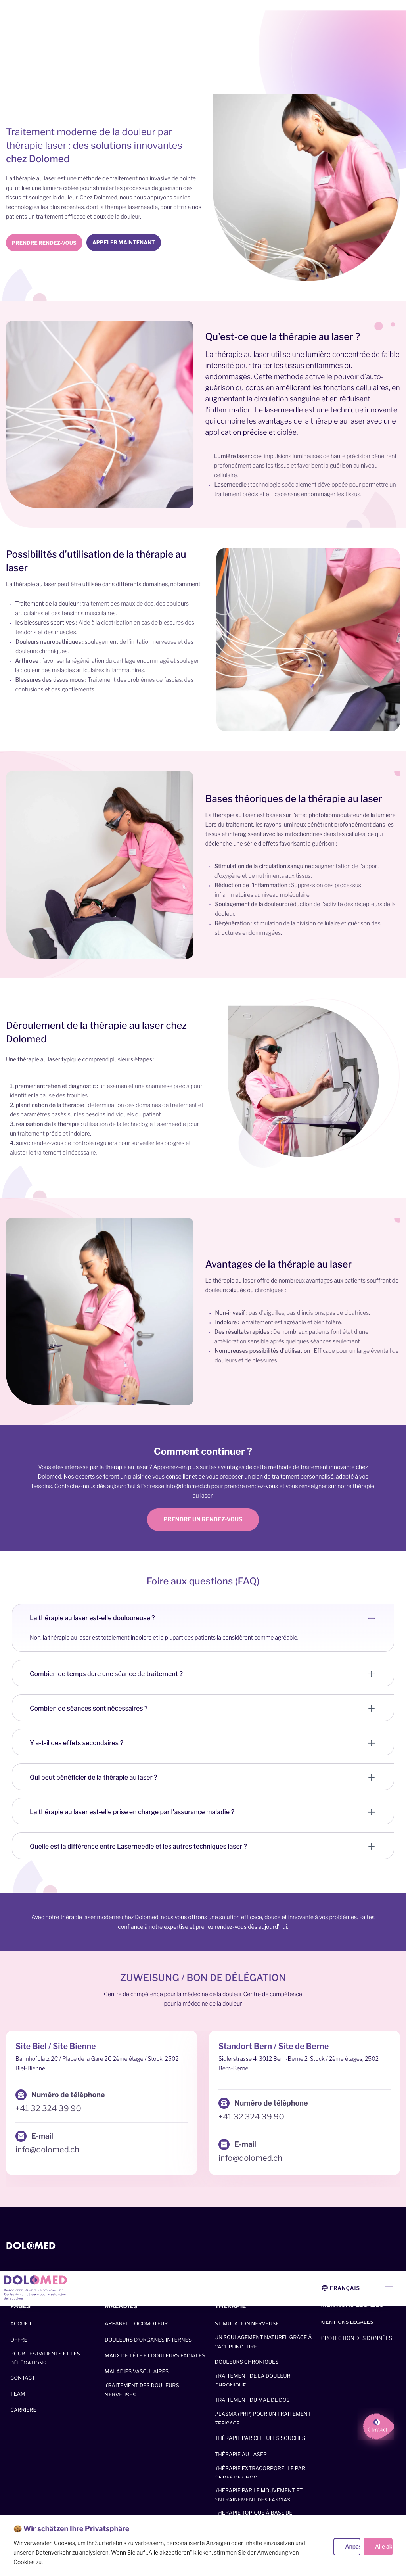 Traitement moderne de la douleur par
thérapie laser : des solutions innovantes
chez Dolomed
La thérapie au laser est une méthode de traitement non invasive de pointe
qui utilise une lumière ciblée pour stimuler les processus de guérison des
tissus et soulager la douleur. Chez Dolomed, nous nous appuyons sur les
technologies les plus récentes, dont la thérapie laserneedle, pour offrir à nos
patients un traitement efficace et doux de la douleur.
PRENDRE RENDEZ-VOUS
APPELER MAINTENANT
Qu'est-ce que la thérapie au laser ?
La thérapie au laser utilise une lumière concentrée de faible
intensité pour traiter les tissus enflammés ou
endommagés. Cette méthode active le pouvoir d'auto-
guérison du corps en améliorant les fonctions cellulaires, en
augmentant la circulation sanguine et en réduisant
l'inflammation. Le laserneedle est une technique innovante
qui combine les avantages de la thérapie au laser avec une
application précise et ciblée.
Lumière laser : des impulsions lumineuses de haute précision pénètrent
profondément dans les tissus et favorisent la guérison au niveau
cellulaire.
Laserneedle : technologie spécialement développée pour permettre un
traitement précis et efficace sans endommager les tissus.
Possibilités d'utilisation de la thérapie au
laser
La thérapie au laser peut être utilisée dans différents domaines, notamment
Traitement de la douleur : traitement des maux de dos, des douleurs
articulaires et des tensions musculaires.
les blessures sportives : Aide à la cicatrisation en cas de blessures des
tendons et des muscles.
Douleurs neuropathiques : soulagement de l'irritation nerveuse et des
douleurs chroniques.
Arthrose : favoriser la régénération du cartilage endommagé et soulager
la douleur des maladies articulaires inflammatoires.
Blessures des tissus mous : Traitement des problèmes de fascias, des
contusions et des gonflements.
Bases théoriques de la thérapie au laser
La thérapie au laser est basée sur l'effet photobiomodulateur de la lumière.
Lors du traitement, les rayons lumineux pénètrent profondément dans les
tissus et interagissent avec les mitochondries dans les cellules, ce qui
déclenche une série d'effets favorisant la guérison :
Stimulation de la circulation sanguine : augmentation de l'apport
d'oxygène et de nutriments aux tissus.
Réduction de l'inflammation : Suppression des processus
inflammatoires au niveau moléculaire.
Soulagement de la douleur : réduction de l'activité des récepteurs de la
douleur.
Régénération : stimulation de la division cellulaire et guérison des
structures endommagées.
Déroulement de la thérapie au laser chez
Dolomed
Une thérapie au laser typique comprend plusieurs étapes :
1. premier entretien et diagnostic : un examen et une anamnèse précis pour
identifier la cause des troubles.
2. planification de la thérapie : détermination des domaines de traitement et
des paramètres basés sur les besoins individuels du patient
3. réalisation de la thérapie : utilisation de la technologie Laserneedle pour
un traitement précis et indolore.
4. suivi : rendez-vous de contrôle réguliers pour surveiller les progrès et
ajuster le traitement si nécessaire.
Avantages de la thérapie au laser
La thérapie au laser offre de nombreux avantages aux patients souffrant de
douleurs aiguës ou chroniques :
Non-invasif : pas d'aiguilles, pas d'incisions, pas de cicatrices.
Indolore : le traitement est agréable et bien toléré.
Des résultats rapides : De nombreux patients font état d'une
amélioration sensible après quelques séances seulement.
Nombreuses possibilités d'utilisation : Efficace pour un large éventail de
douleurs et de blessures.
Comment continuer ?
Vous êtes intéressé par la thérapie au laser ? Apprenez-en plus sur les avantages de cette méthode de traitement innovante chez
Dolomed. Nos experts se feront un plaisir de vous conseiller et de vous proposer un plan de traitement personnalisé, adapté à vos
besoins. Contactez-nous dès aujourd'hui à l'adresse info@dolomed.ch pour prendre rendez-vous et vous renseigner sur notre thérapie
au laser.
PRENDRE UN RENDEZ-VOUS
Foire aux questions (FAQ)
La thérapie au laser est-elle douloureuse ?
Non, la thérapie au laser est totalement indolore et la plupart des patients la considèrent comme agréable.
Combien de temps dure une séance de traitement ?
Combien de séances sont nécessaires ?
Y a-t-il des effets secondaires ?
Qui peut bénéficier de la thérapie au laser ?
La thérapie au laser est-elle prise en charge par l'assurance maladie ?
Quelle est la différence entre Laserneedle et les autres techniques laser ?
Avec notre thérapie laser moderne chez Dolomed, nous vous offrons une solution efficace, douce et innovante à vos problèmes. Faites
confiance à notre expertise et prenez rendez-vous dès aujourd'hui.
ZUWEISUNG / BON DE DÉLÉGATION
Centre de compétence pour la médecine de la douleur Centre de compétence
pour la médecine de la douleur
Site Biel / Site Bienne
Bahnhofplatz 2C / Place de la Gare 2C 2ème étage / Stock, 2502
Biel-Bienne
Numéro de téléphone
+41 32 324 39 90
E-mail
info@dolomed.ch
Standort Bern / Site de Berne
Sidlerstrasse 4, 3012 Bern-Berne 2. Stock / 2ème étages, 2502
Bern-Berne
Numéro de téléphone
+41 32 324 39 90
E-mail
info@dolomed.ch
DOLOMED
DOLOMED
Kompetenzzentrum für Schmerzmedizin
Centre de compétence pour la médecine
de la douleur
FRANÇAIS
PAGES
ACCUEIL
OFFRE
POUR LES PATIENTS ET LES
DÉLÉGATIONS
CONTACT
TEAM
CARRIÈRE
MALADIES
APPAREIL LOCOMOTEUR
DOULEURS D'ORGANES INTERNES
MAUX DE TÊTE ET DOULEURS FACIALES
MALADIES VASCULAIRES
TRAITEMENT DES DOULEURS
NERVEUSES
THÉRAPIE
STIMULATION NERVEUSE
UN SOULAGEMENT NATUREL GRÂCE À
L'ACUPUNCTURE
DOULEURS CHRONIQUES
TRAITEMENT DE LA DOULEUR
CHRONIQUE
TRAITEMENT DU MAL DE DOS
PLASMA (PRP) POUR UN TRAITEMENT
EFFICACE
THÉRAPIE PAR CELLULES SOUCHES
THÉRAPIE AU LASER
THÉRAPIE EXTRACORPORELLE PAR
ONDES DE CHOC
THÉRAPIE PAR LE MOUVEMENT ET
ENTRAÎNEMENT DES FASCIAS
THÉRAPIE TOPIQUE À BASE DE
MENTIONS LÉGALES
MENTIONS LÉGALES
PROTECTION DES DONNÉES
Contact
Wir schätzen Ihre Privatsphäre
Wir verwenden Cookies, um Ihr Surferlebnis zu verbessern, personalisierte Anzeigen oder Inhalte einzusetzen und
unseren Datenverkehr zu analysieren. Wenn Sie auf „Alle akzeptieren" klicken, stimmen Sie der Anwendung von
Cookies zu.
Anpas
Alle ak